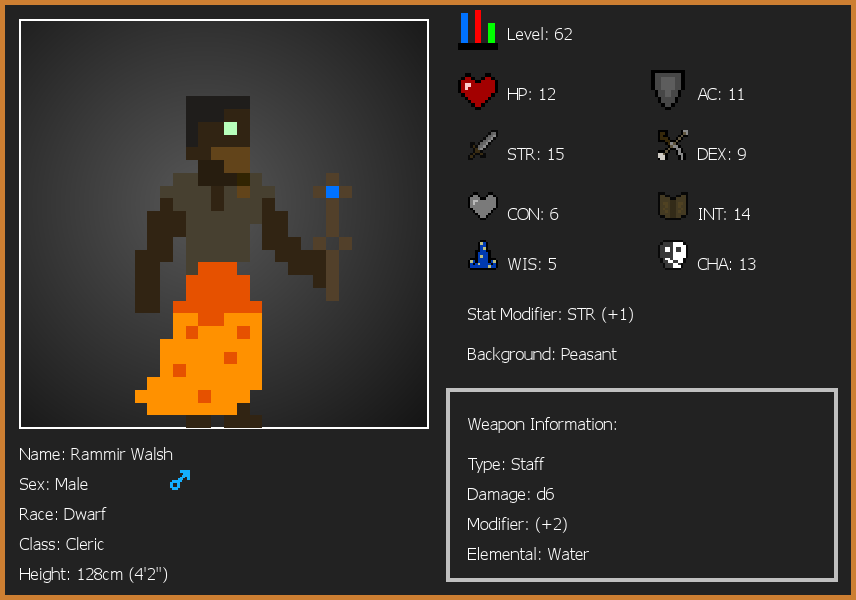 Level: 62
HP: 12
AC: 11
STR: 15
DEX: 9
CON: 6
INT: 14
WIS: 5
CHA: 13
Stat Modifier: STR (+1)
Background: Peasant
Weapon Information:
Type: Staff
Damage: d6
Modifier: (+2)
Elemental: Water
Name: Rammir Walsh
Sex: Male
Race: Dwarf
Class: Cleric
Height: 128cm (4'2")